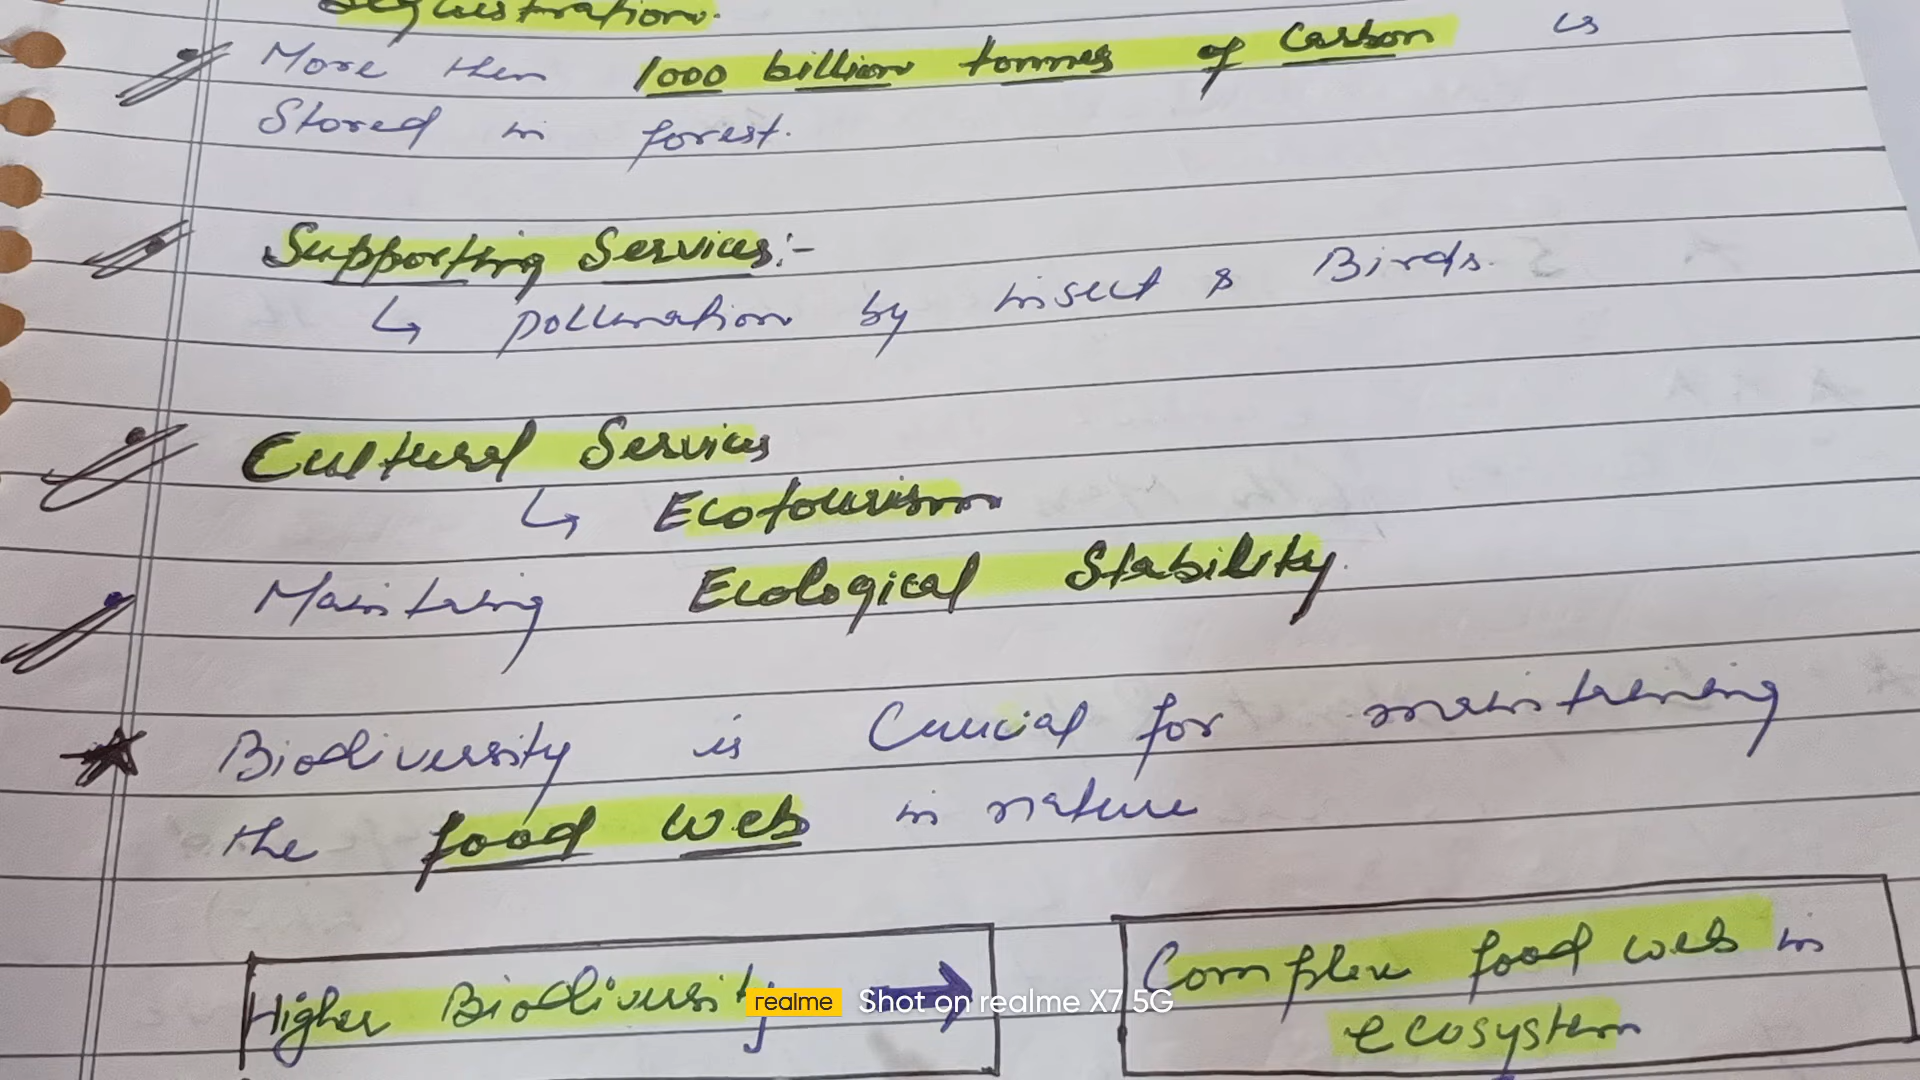 Sequestration.
More then 1000 billion tonnes of Carbon is
Stored in forest.
Supporting Services:-
↳ pollination by insect & Birds.
Cultural Services
↳ Ecotourism
Maintaing Ecological Stability.
Biodiversity is Crucial for maintaining
the food web in nature
Higher Biodiversity →
Complex food web in
ecosystem
realme Shot on realme X7 5G